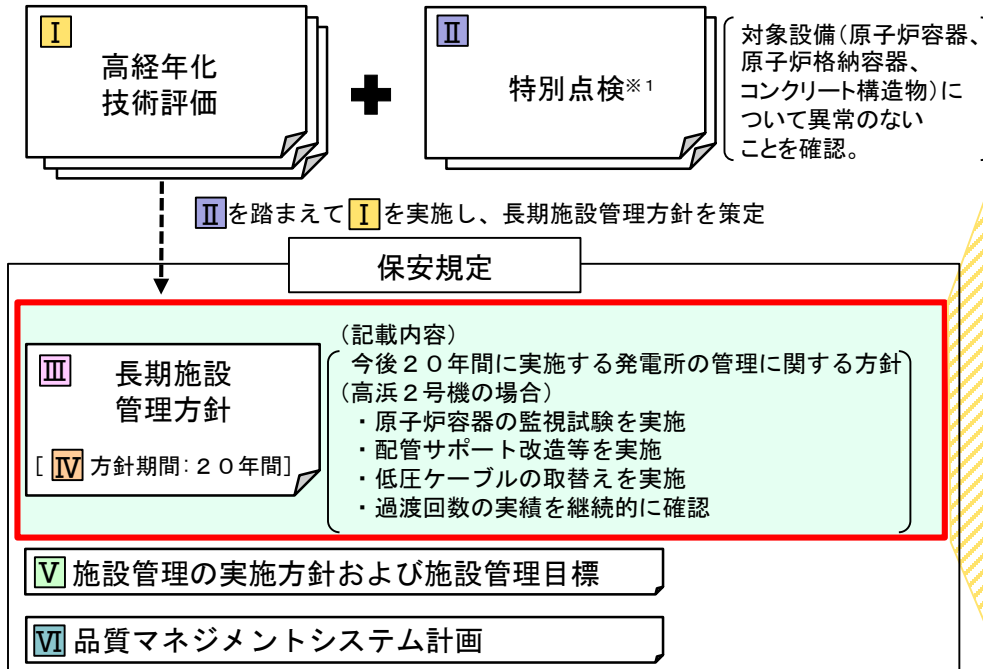 Ⅰ
高経年化
技術評価
Ⅱ
特別点検※1
対象設備(原子炉容器、
原子炉格納容器、
コンクリート構造物)に
ついて異常のない
ことを確認。
Ⅱを踏まえてⅠを実施し、長期施設管理方針を策定
保安規定
Ⅲ
長期施設
管理方針
[Ⅳ方針期間:20年間]
(記載内容)
今後20年間に実施する発電所の管理に関する方針
(高浜2号機の場合)
・原子炉容器の監視試験を実施
・配管サポート改造等を実施
・低圧ケーブルの取替えを実施
・過渡回数の実績を継続的に確認
Ⅴ 施設管理の実施方針および施設管理目標
Ⅵ 品質マネジメントシステム計画